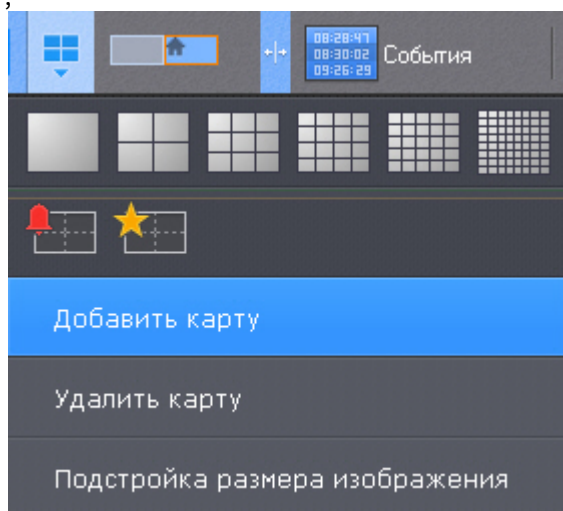 ,
08:28:47
08:30:02
09:26:29
События
Добавить карту
Удалить карту
Подстройка размера изображения